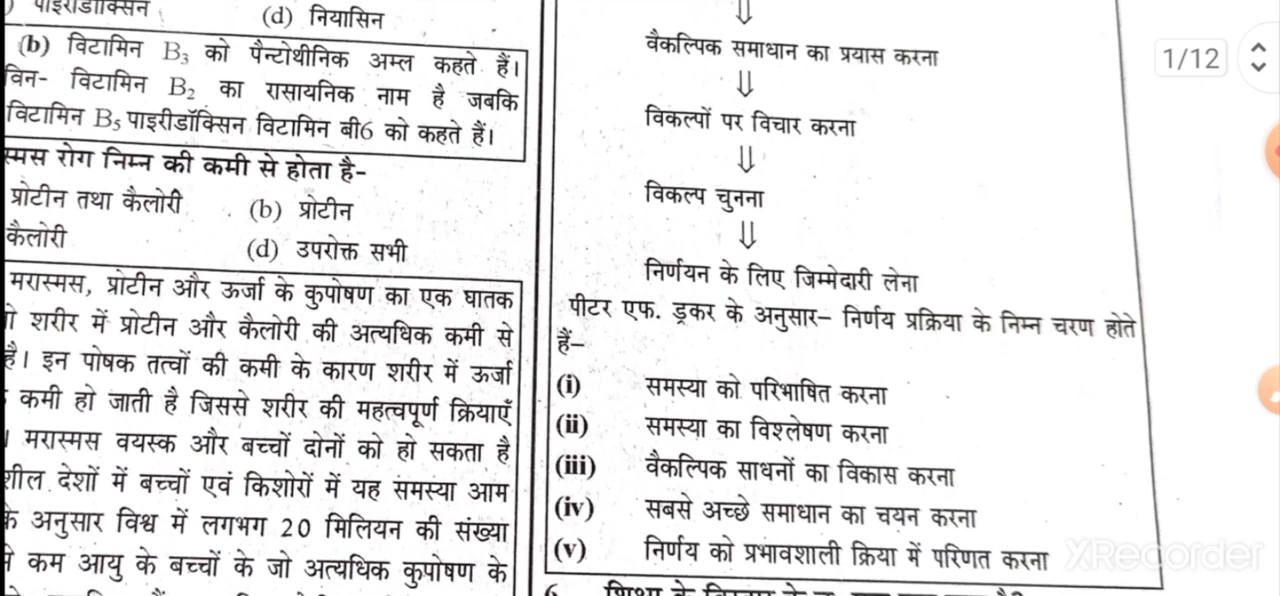 पाइरीडॉक्सिन (d) नियासिन
(b) विटामिन B3 को पैन्टोथीनिक अम्ल कहते हैं।
विन- विटामिन B2 का रासायनिक नाम है जबकि
विटामिन B5 पाइरीडॉक्सिन विटामिन बी6 को कहते हैं।
स्मस रोग निम्न की कमी से होता है-
प्रोटीन तथा कैलोरी (b) प्रोटीन
कैलोरी (d) उपरोक्त सभी
मरास्मस, प्रोटीन और ऊर्जा के कुपोषण का एक घातक
शरीर में प्रोटीन और कैलोरी की अत्यधिक कमी से
है। इन पोषक तत्वों की कमी के कारण शरीर में ऊर्जा
कमी हो जाती है जिससे शरीर की महत्वपूर्ण क्रियाएँ
। मरास्मस वयस्क और बच्चों दोनों को हो सकता है
शील देशों में बच्चों एवं किशोरों में यह समस्या आम
के अनुसार विश्व में लगभग 20 मिलियन की संख्या
कम आयु के बच्चों के जो अत्यधिक कुपोषण के
वैकल्पिक समाधान का प्रयास करना
विकल्पों पर विचार करना
विकल्प चुनना
निर्णयन के लिए जिम्मेदारी लेना
पीटर एफ. ड्रकर के अनुसार– निर्णय प्रक्रिया के निम्न चरण होते
हैं–
(i) समस्या को परिभाषित करना
(ii) समस्या का विश्लेषण करना
(iii) वैकल्पिक साधनों का विकास करना
(iv) सबसे अच्छे समाधान का चयन करना
(v) निर्णय को प्रभावशाली क्रिया में परिणत करना
1/12
XRecorder